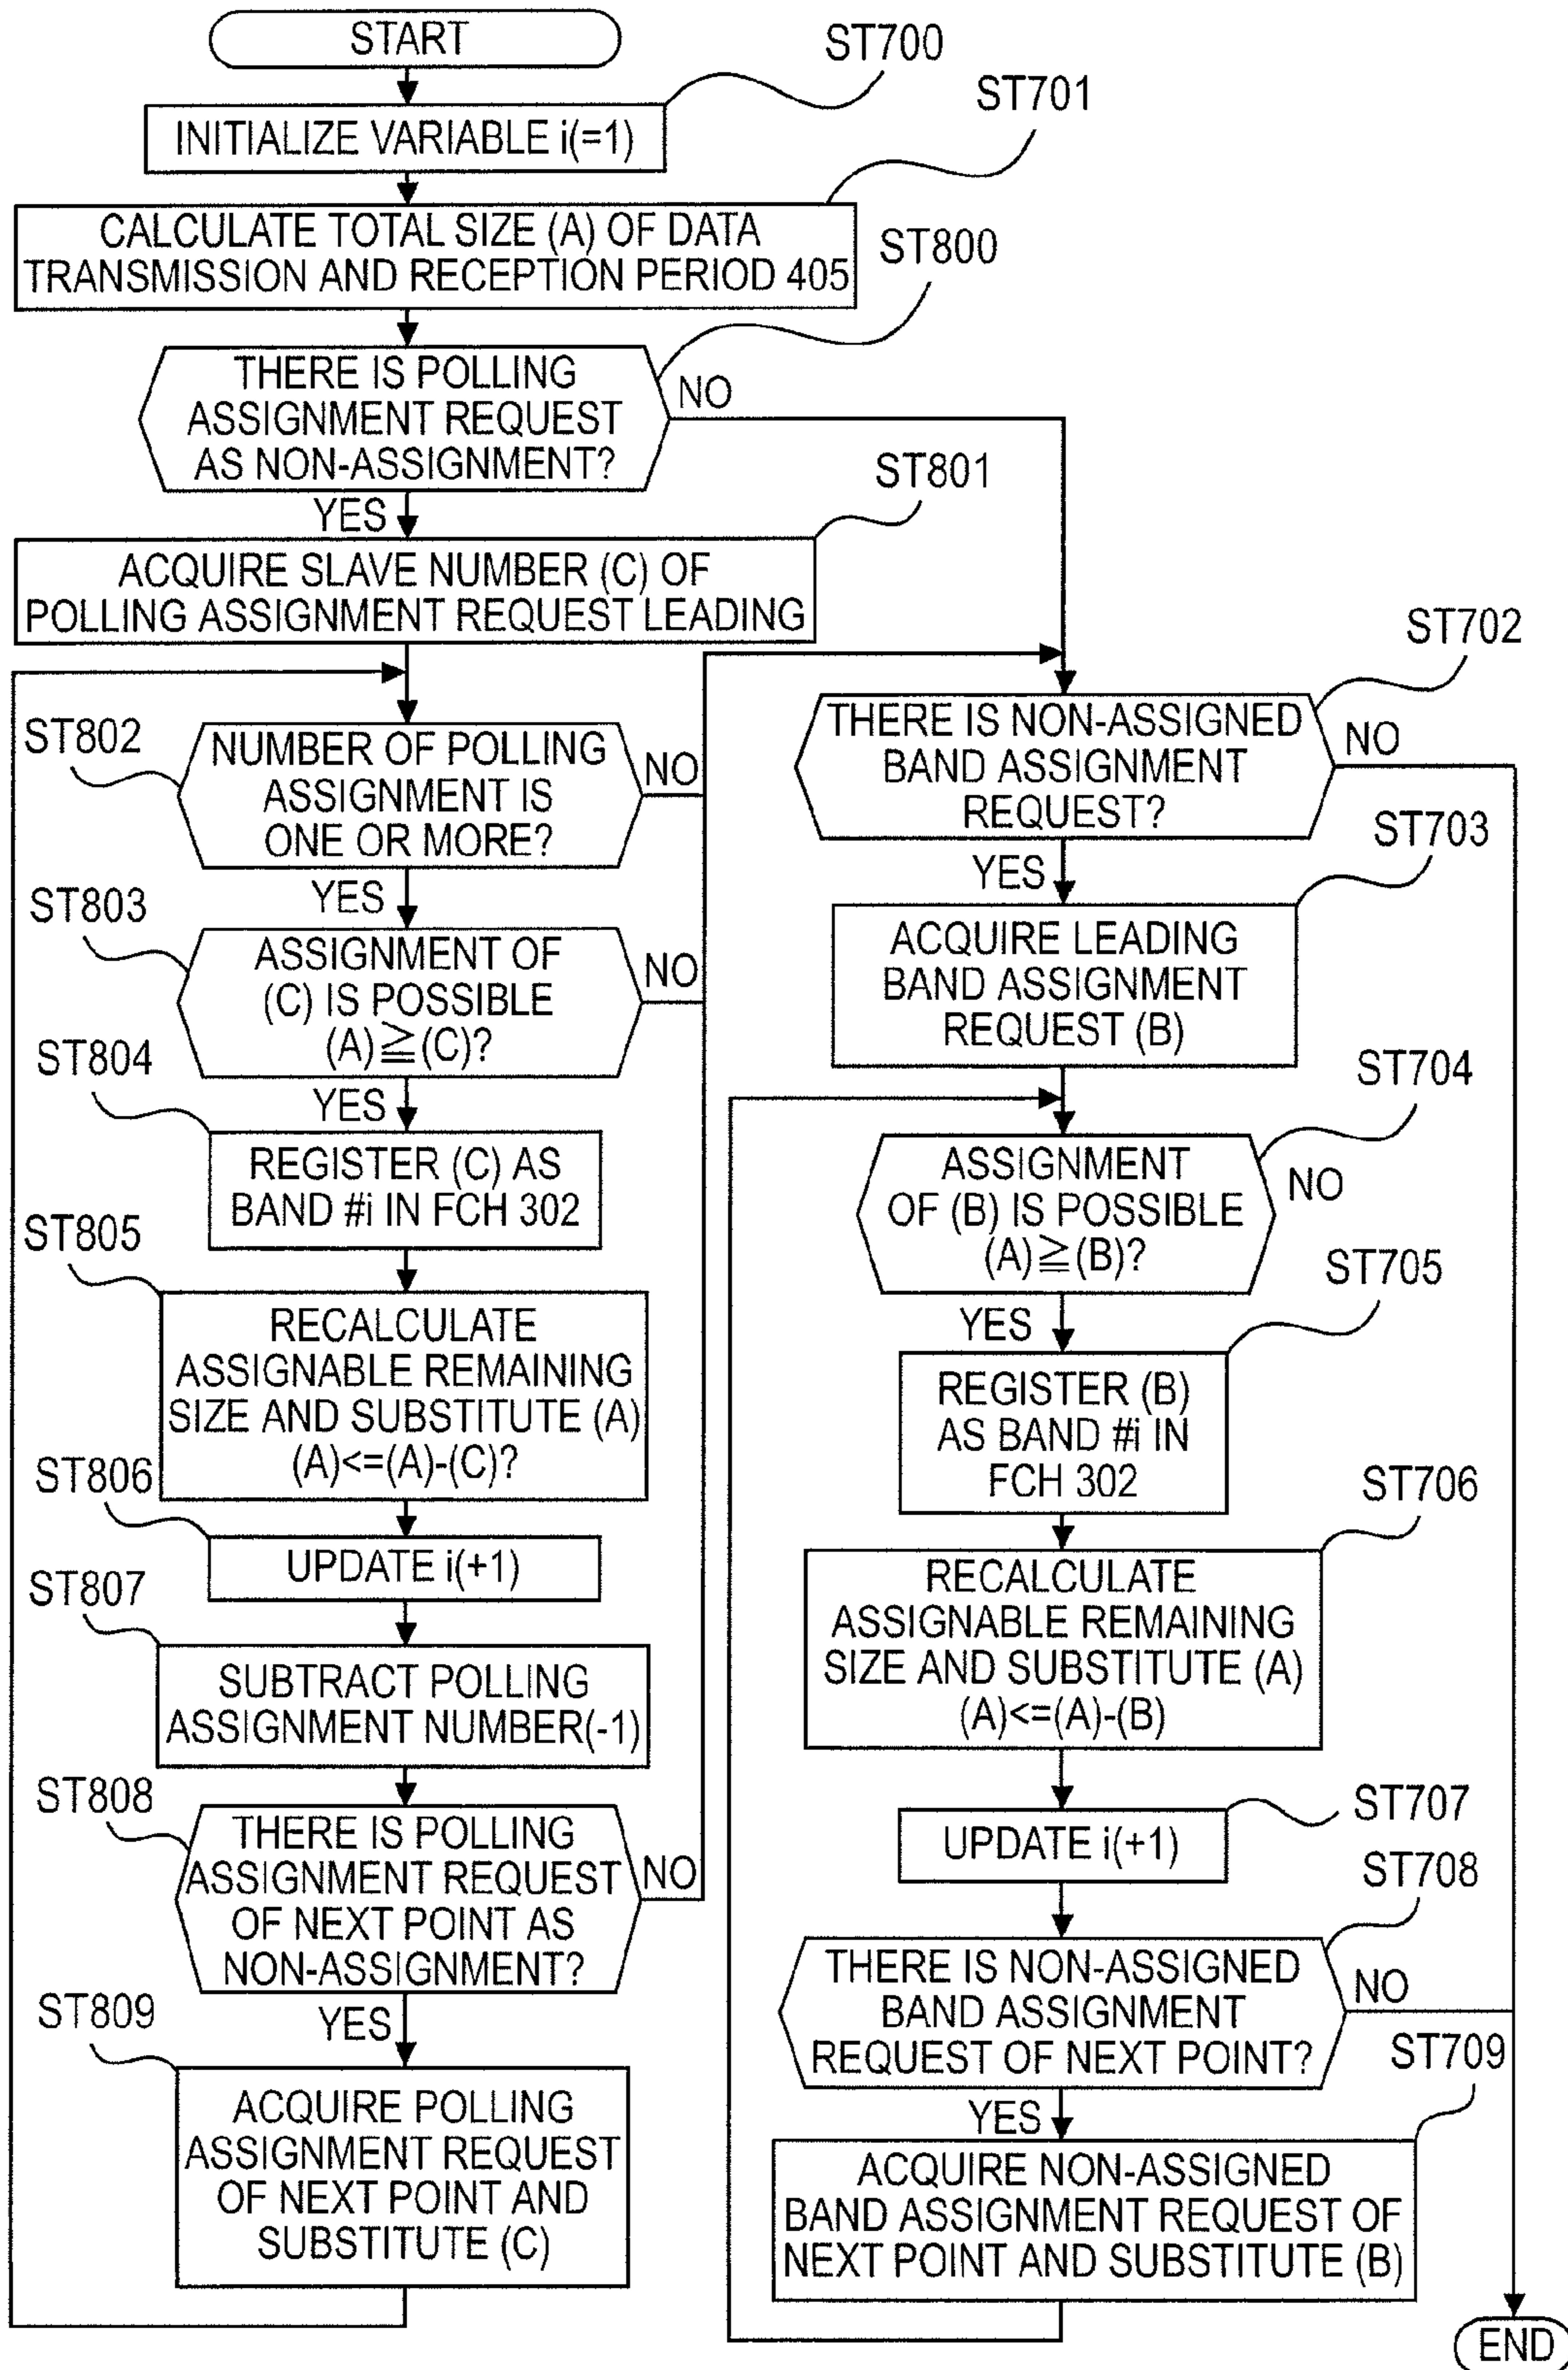 START
ST700
INITIALIZE VARIABLE i(=1)
ST701
CALCULATE TOTAL SIZE (A) OF DATA
TRANSMISSION AND RECEPTION PERIOD 405
ST800
THERE IS POLLING
ASSIGNMENT REQUEST
AS NON-ASSIGNMENT?
NO
YES
ST801
ACQUIRE SLAVE NUMBER (C) OF
POLLING ASSIGNMENT REQUEST LEADING
ST802
NUMBER OF POLLING
ASSIGNMENT IS
ONE OR MORE?
NO
YES
ST803
ASSIGNMENT OF
(C) IS POSSIBLE
(A)≧(C)?
NO
YES
ST804
REGISTER (C) AS
BAND #i IN FCH 302
ST805
RECALCULATE
ASSIGNABLE REMAINING
SIZE AND SUBSTITUTE (A)
(A)<=(A)-(C)?
ST806
UPDATE i(+1)
ST807
SUBTRACT POLLING
ASSIGNMENT NUMBER(-1)
ST808
THERE IS POLLING
ASSIGNMENT REQUEST
OF NEXT POINT AS
NON-ASSIGNMENT?
NO
YES
ST809
ACQUIRE POLLING
ASSIGNMENT REQUEST
OF NEXT POINT AND
SUBSTITUTE (C)
ST702
THERE IS NON-ASSIGNED
BAND ASSIGNMENT
REQUEST?
NO
YES
ST703
ACQUIRE LEADING
BAND ASSIGNMENT
REQUEST (B)
ST704
ASSIGNMENT
OF (B) IS POSSIBLE
(A)≧(B)?
NO
YES
ST705
REGISTER (B)
AS BAND #i IN
FCH 302
ST706
RECALCULATE
ASSIGNABLE REMAINING
SIZE AND SUBSTITUTE (A)
(A)<=(A)-(B)
ST707
UPDATE i(+1)
ST708
THERE IS NON-ASSIGNED
BAND ASSIGNMENT
REQUEST OF NEXT POINT?
NO
YES
ST709
ACQUIRE NON-ASSIGNED
BAND ASSIGNMENT REQUEST OF
NEXT POINT AND SUBSTITUTE (B)
END